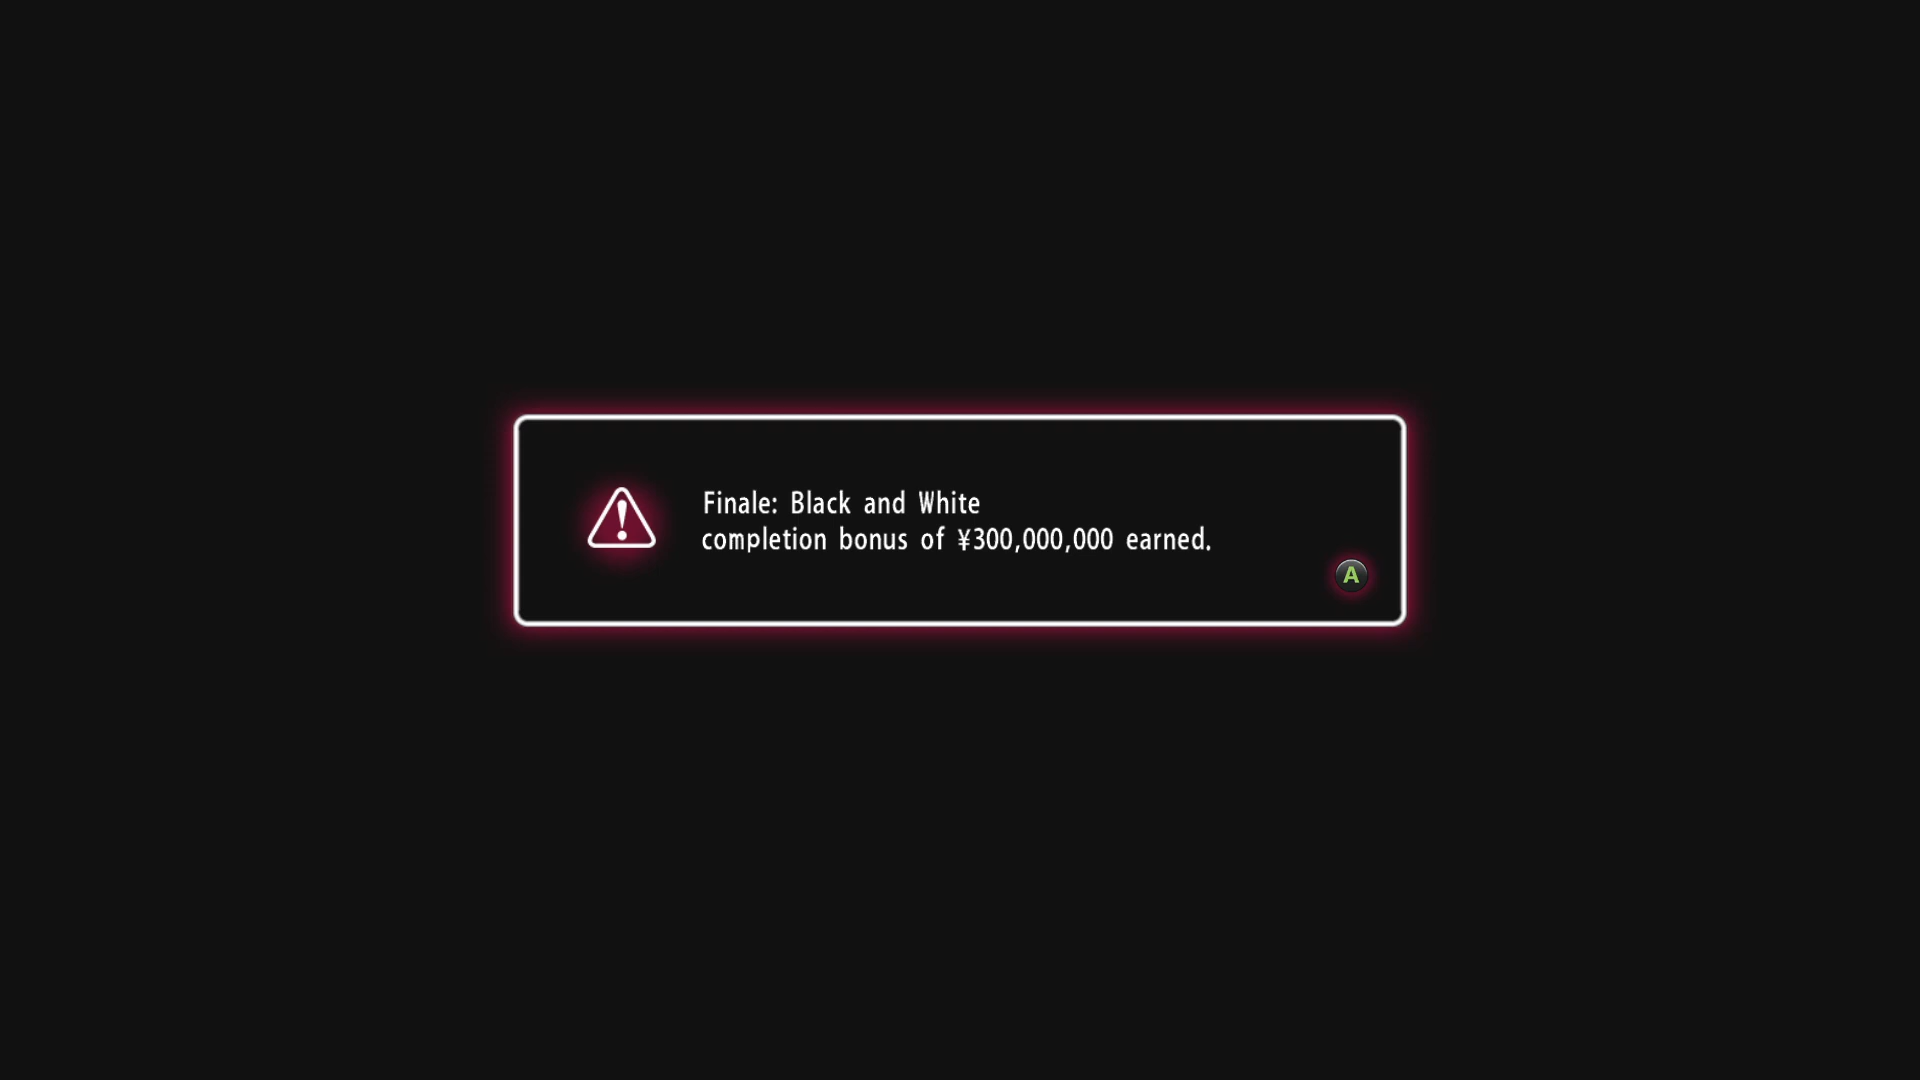 Finale: Black and White
completion bonus of ¥300,000,000 earned.
A